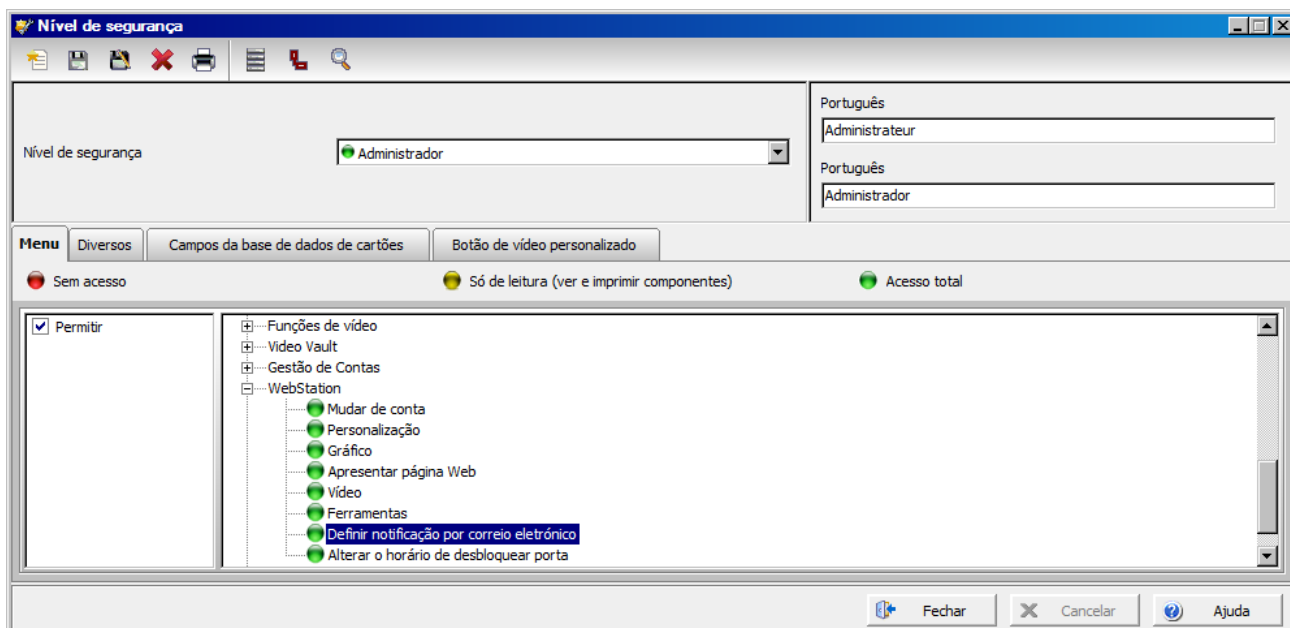 Nível de segurança
Português
Administrateur
Nível de segurança
Administrador
Português
Administrador
Menu
Diversos
Campos da base de dados de cartões
Botão de vídeo personalizado
Sem acesso
Só de leitura (ver e imprimir componentes)
Acesso total
Permitir
Funções de vídeo
Video Vault
Gestão de Contas
WebStation
Mudar de conta
Personalização
Gráfico
Apresentar página Web
Vídeo
Ferramentas
Definir notificação por correio eletrónico
Alterar o horário de desbloquear porta
Fechar
Cancelar
Ajuda